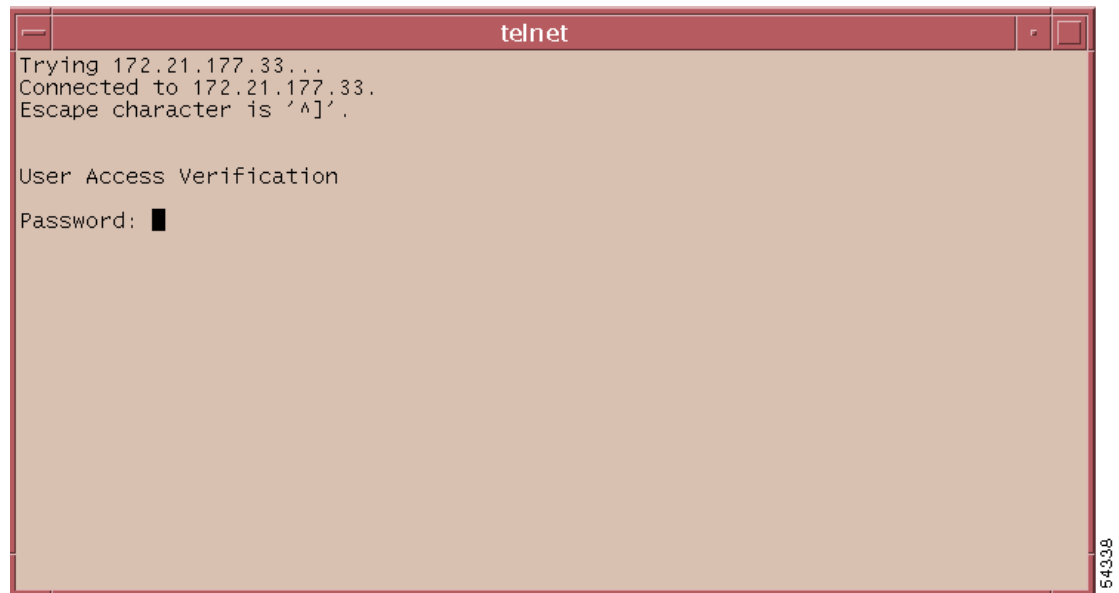 telnet
Trying 172.21.177.33...
Connected to 172.21.177.33.
Escape character is '^]'.
User Access Verification
Password:
54338